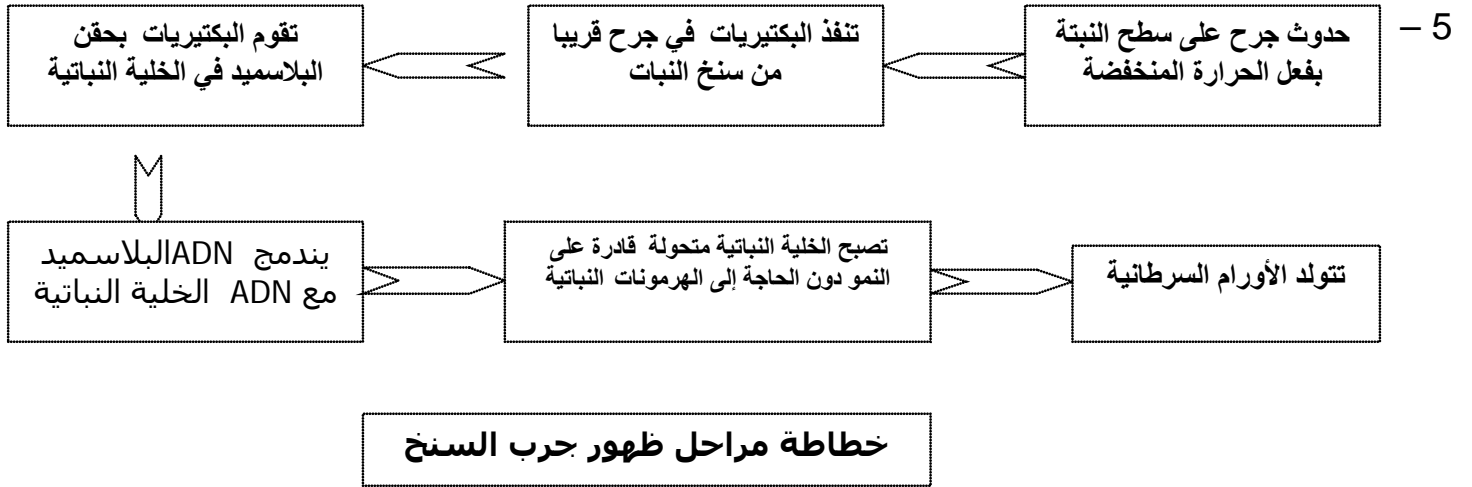 5 –
حدوث جرح على سطح النبتة
بفعل الحرارة المنخفضة
تنفذ البكتيريات في جرح قريبا
من سنخ النبات
تقوم البكتيريات بحقن
البلاسميد في الخلية النباتية
يندمج ADNالبلاسميد
مع ADN الخلية النباتية
تصبح الخلية النباتية متحولة قادرة على
النمو دون الحاجة إلى الهرمونات النباتية
تتولد الأورام السرطانية
خطاطة مراحل ظهور جرب السنخ